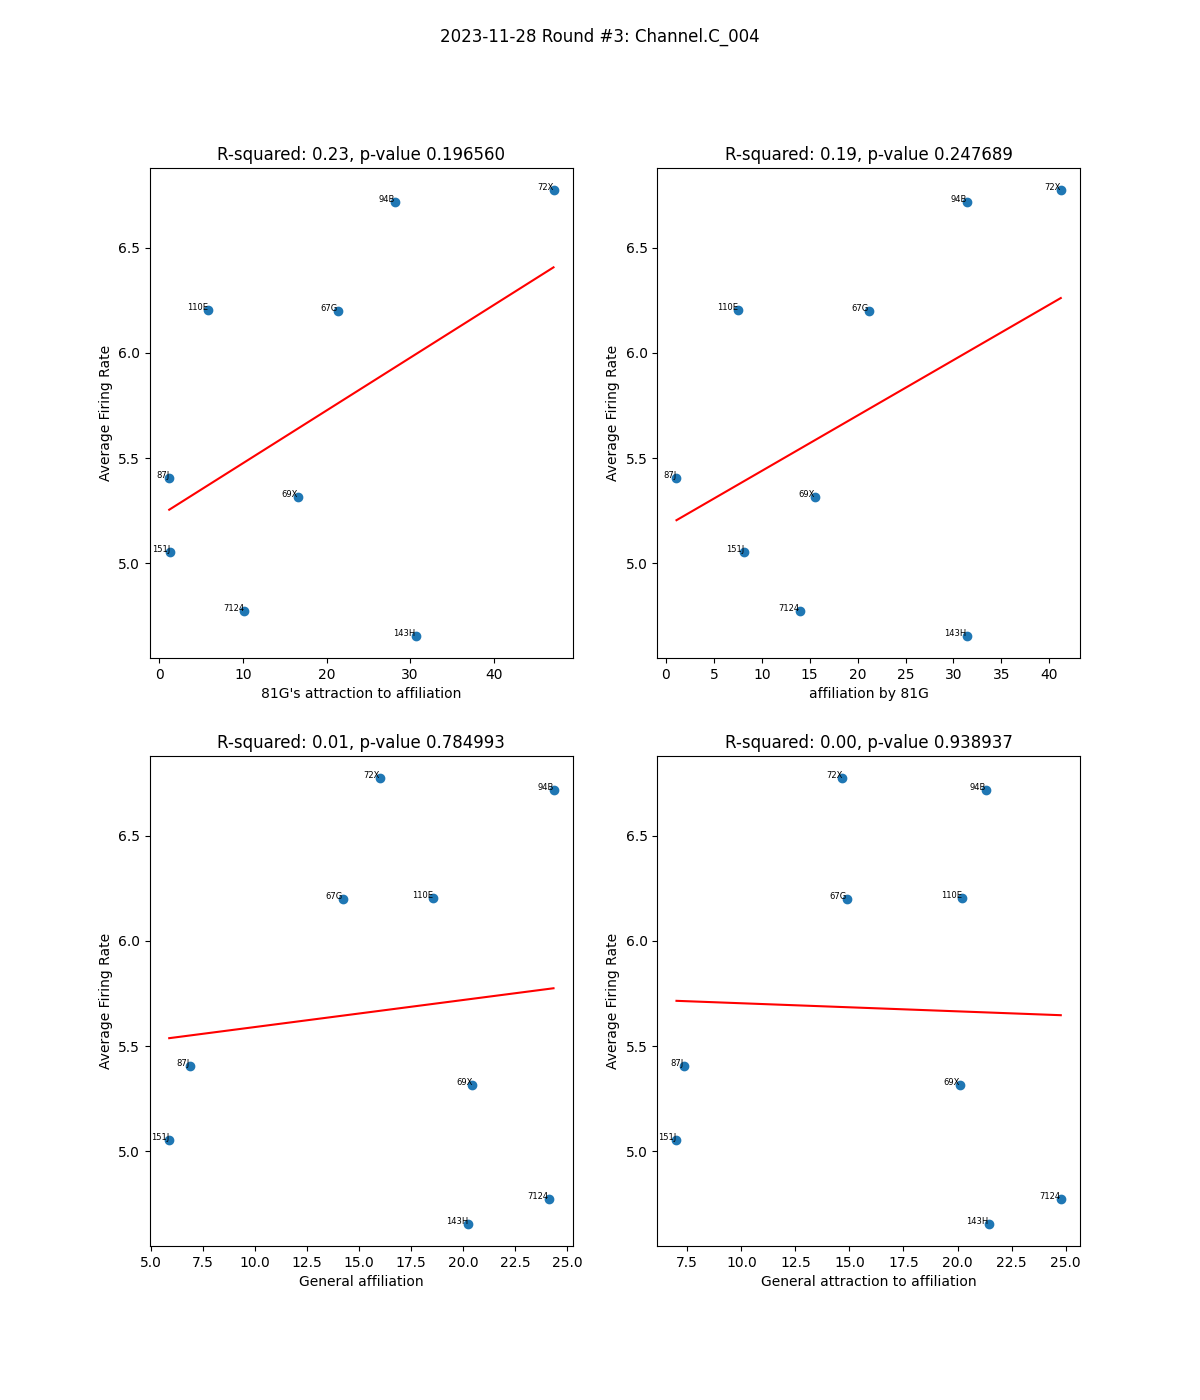 2023-11-28 Round #3: Channel.C_004
R-squared: 0.23, p-value 0.196560
72X
94B
110E
67G
87J
69X
151J
7124
143H
6.5
6.0
5.5
5.0
Average Firing Rate
0 10 20 30 40
81G's attraction to affiliation
R-squared: 0.19, p-value 0.247689
72X
94B
110E
67G
87J
69X
151J
7124
143H
6.5
6.0
5.5
5.0
Average Firing Rate
0 5 10 15 20 25 30 35 40
affiliation by 81G
R-squared: 0.01, p-value 0.784993
72X
94B
67G
110E
87J
69X
151J
7124
143H
6.5
6.0
5.5
5.0
Average Firing Rate
5.0 7.5 10.0 12.5 15.0 17.5 20.0 22.5 25.0
General affiliation
R-squared: 0.00, p-value 0.938937
72X
94B
67G
110E
87J
69X
151J
7124
143H
6.5
6.0
5.5
5.0
Average Firing Rate
7.5 10.0 12.5 15.0 17.5 20.0 22.5 25.0
General attraction to affiliation